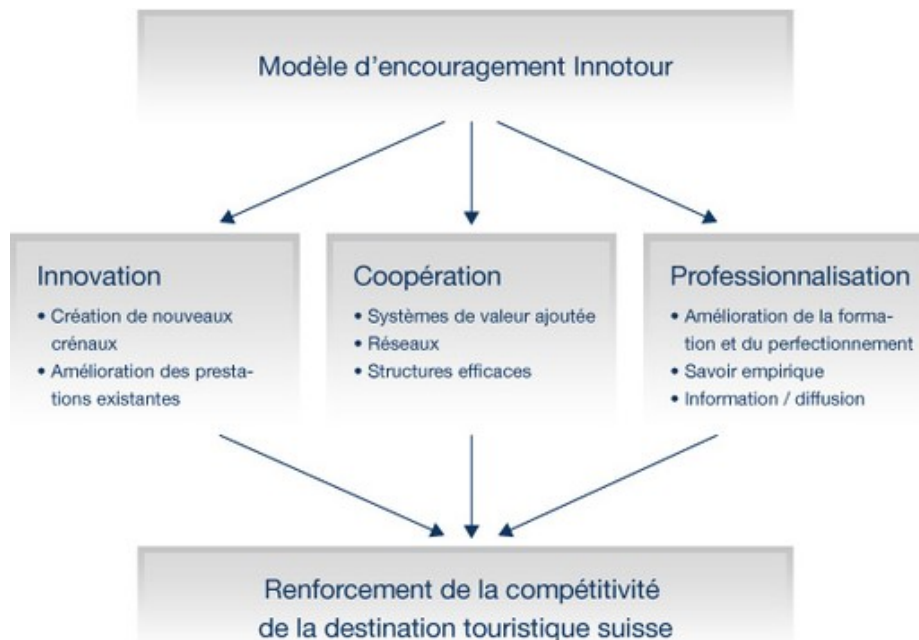 Modèle d'encouragement Innotour
Innovation
• Création de nouveaux
crénaux
• Amélioration des presta-
tions existantes
Coopération
• Systèmes de valeur ajoutée
• Réseaux
• Structures efficaces
Professionnalisation
• Amélioration de la forma-
tion et du perfectionnement
• Savoir empirique
• Information / diffusion
Renforcement de la compétitivité
de la destination touristique suisse